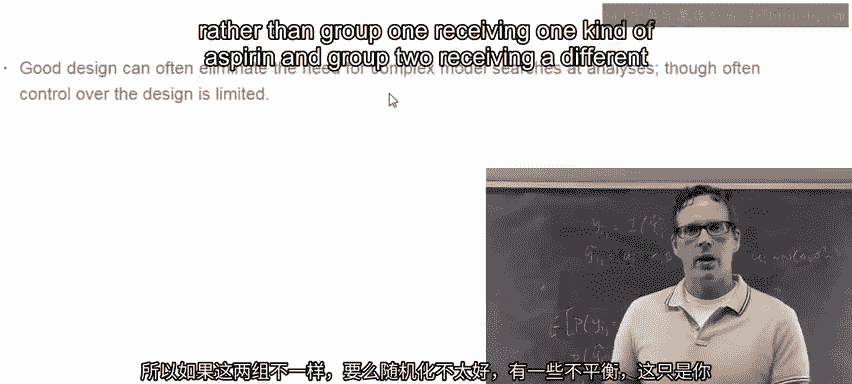 rather than group one receiving one kind of
aspirin and group two receiving a different
· Good design can often eliminate the need for complex model searches at analyses; though often
control over the design is limited.
所以如果这两组不一样，要么随机化不太好，有一些不平衡，这只是你